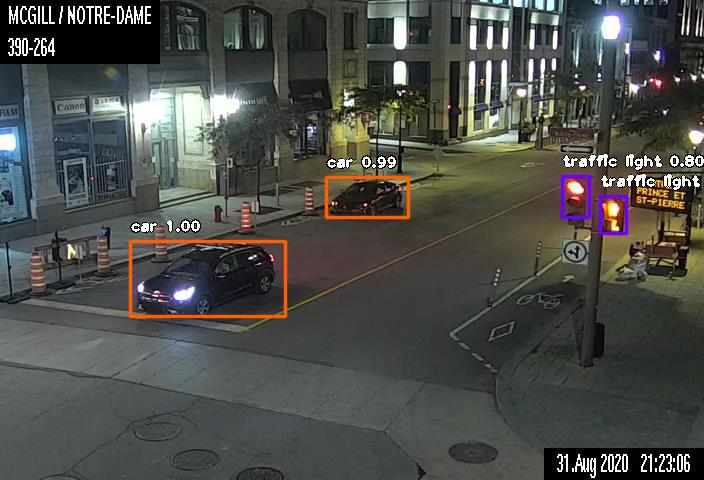 MCGILL / NOTRE-DAME
390-264
FILM
Canon
car 0.99
traffic light 0.80
traffic light
PRINCE ET
ST-PIERRE
car 1.00
31.Aug 2020 21:23:06